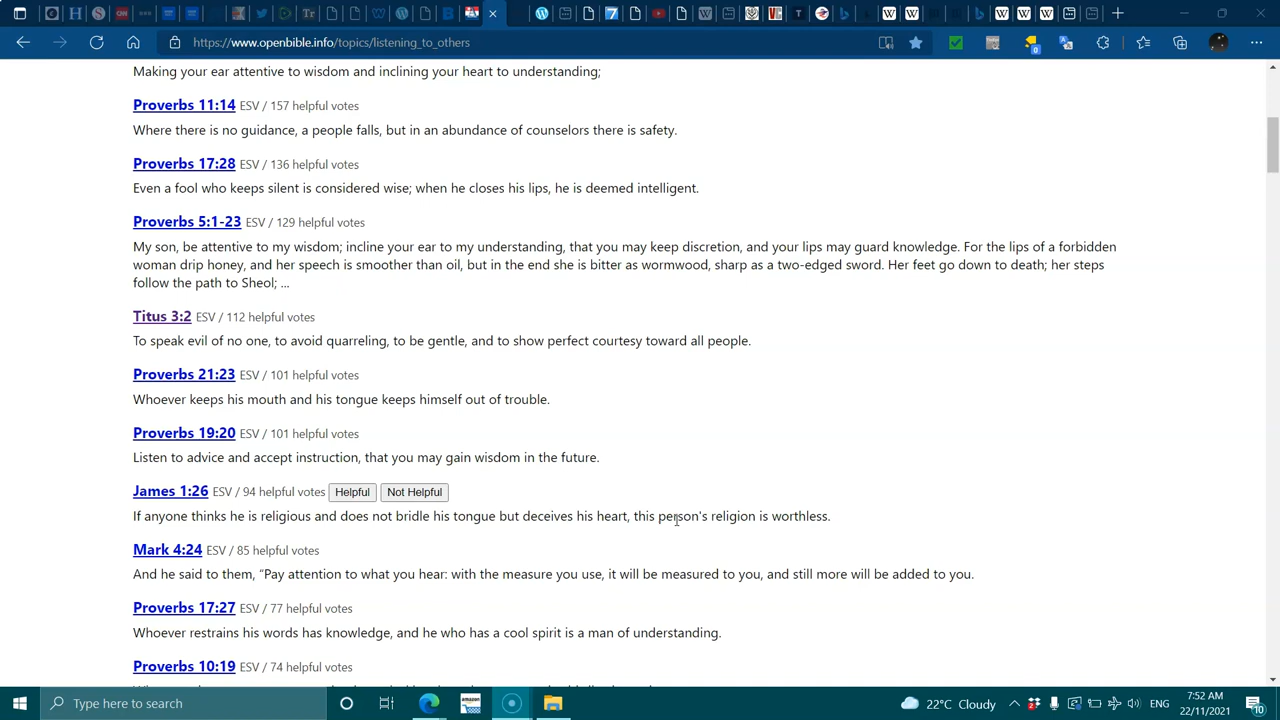 https://www.openbible.info/topics/listening_to_others
Making your ear attentive to wisdom and inclining your heart to understanding;
Proverbs 11:14 ESV / 157 helpful votes
Where there is no guidance, a people falls, but in an abundance of counselors there is safety.
Proverbs 17:28 ESV / 136 helpful votes
Even a fool who keeps silent is considered wise; when he closes his lips, he is deemed intelligent.
Proverbs 5:1-23 ESV / 129 helpful votes
My son, be attentive to my wisdom; incline your ear to my understanding, that you may keep discretion, and your lips may guard knowledge. For the lips of a forbidden
woman drip honey, and her speech is smoother than oil, but in the end she is bitter as wormwood, sharp as a two-edged sword. Her feet go down to death; her steps
follow the path to Sheol; ...
Titus 3:2 ESV / 112 helpful votes
To speak evil of no one, to avoid quarreling, to be gentle, and to show perfect courtesy toward all people.
Proverbs 21:23 ESV / 101 helpful votes
Whoever keeps his mouth and his tongue keeps himself out of trouble.
Proverbs 19:20 ESV / 101 helpful votes
Listen to advice and accept instruction, that you may gain wisdom in the future.
James 1:26 ESV / 94 helpful votes Helpful Not Helpful
If anyone thinks he is religious and does not bridle his tongue but deceives his heart, this person's religion is worthless.
Mark 4:24 ESV / 85 helpful votes
And he said to them, “Pay attention to what you hear: with the measure you use, it will be measured to you, and still more will be added to you.
Proverbs 17:27 ESV / 77 helpful votes
Whoever restrains his words has knowledge, and he who has a cool spirit is a man of understanding.
Proverbs 10:19 ESV / 74 helpful votes
Type here to search
amazon
22°C Cloudy
ENG
7:52 AM
22/11/2021
10